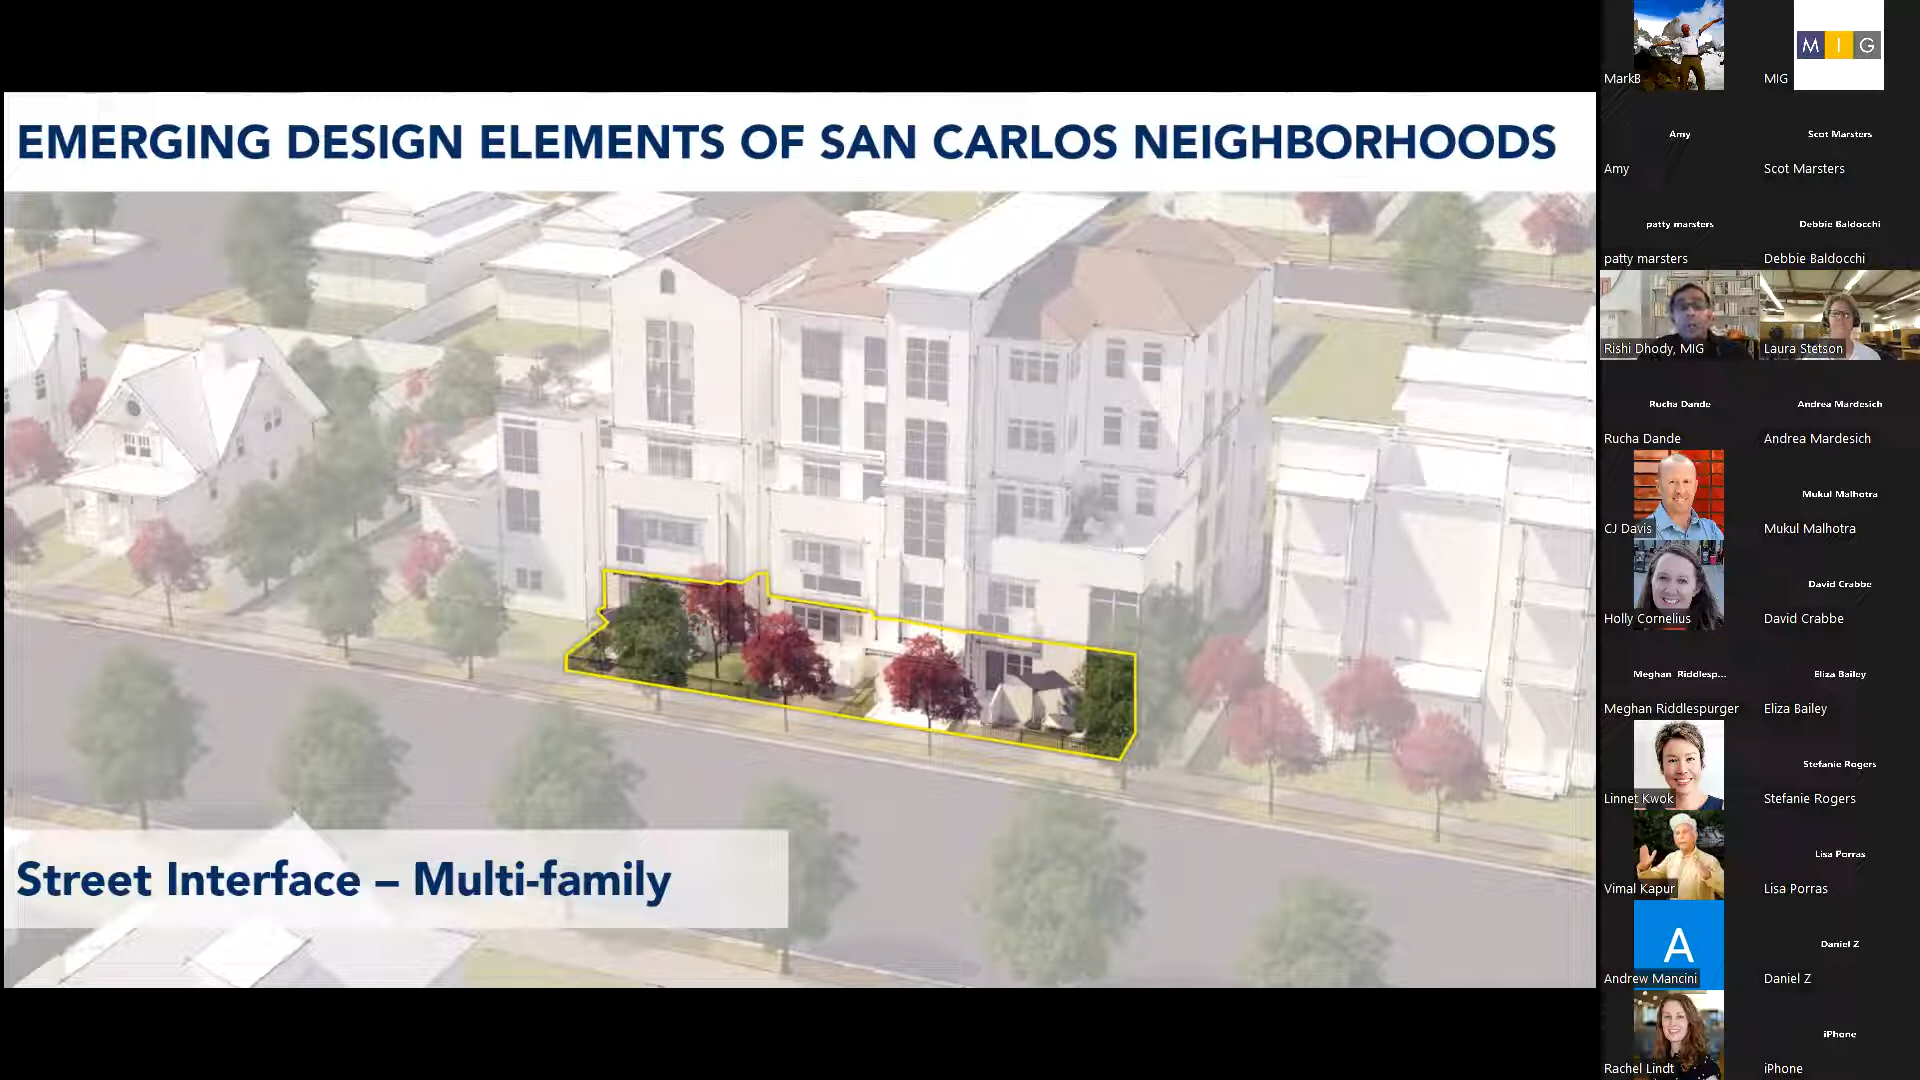 EMERGING DESIGN ELEMENTS OF SAN CARLOS NEIGHBORHOODS
Street Interface – Multi-family
MarkB
M I G
MIG
Amy
Amy
Scot Marsters
Scot Marsters
patty marsters
patty marsters
Debbie Baldocchi
Debbie Baldocchi
Rishi Dhody, MIG
Laura Stetson
Rucha Dande
Rucha Dande
Andrea Mardesich
Andrea Mardesich
CJ Davis
Mukul Malhotra
Mukul Malhotra
Holly Cornelius
David Crabbe
David Crabbe
Meghan Riddlesp...
Meghan Riddlespurger
Eliza Bailey
Eliza Bailey
Linnet Kwok
Stefanie Rogers
Stefanie Rogers
Vimal Kapur
Lisa Porras
Lisa Porras
A
Andrew Mancini
Daniel Z
Daniel Z
Rachel Lindt
iPhone
iPhone